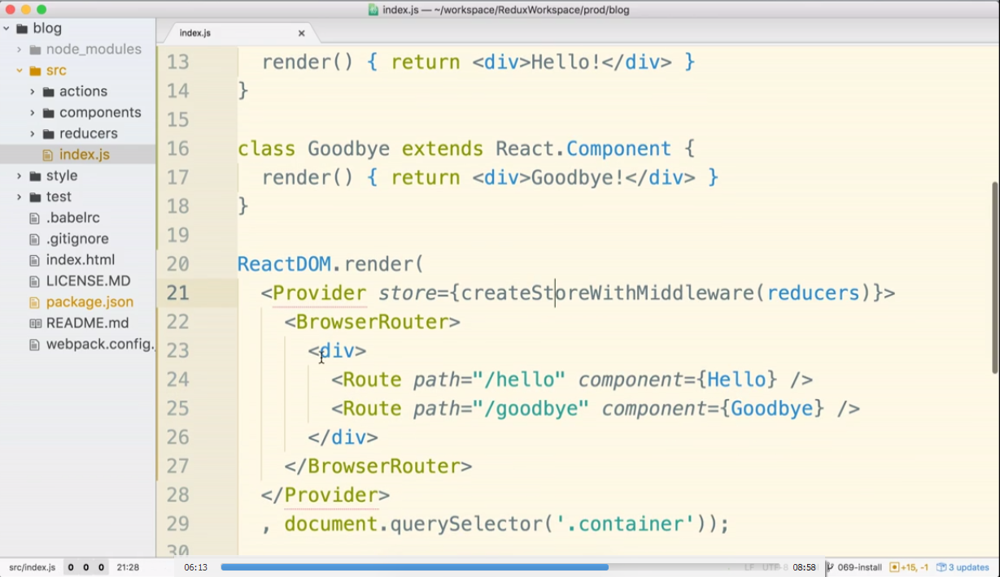 index.js — ~/workspace/ReduxWorkspace/prod/blog
blog
node_modules
src
actions
components
reducers
index.js
style
test
.babelrc
.gitignore
index.html
LICENSE.MD
package.json
README.md
webpack.config.
index.js
13 render() { return <div>Hello!</div> }
14 }
15
16 class Goodbye extends React.Component {
17 render() { return <div>Goodbye!</div> }
18 }
19
20 ReactDOM.render(
21 <Provider store={createStoreWithMiddleware(reducers)}>
22 <BrowserRouter>
23 <div>
24 <Route path="/hello" component={Hello} />
25 <Route path="/goodbye" component={Goodbye} />
26 </div>
27 </BrowserRouter>
28 </Provider>
29 , document.querySelector('.container'));
30
src/index.js 0 0 0 21:28 06:13 LF UTF-8 08:58 069-install +15, -1 3 updates